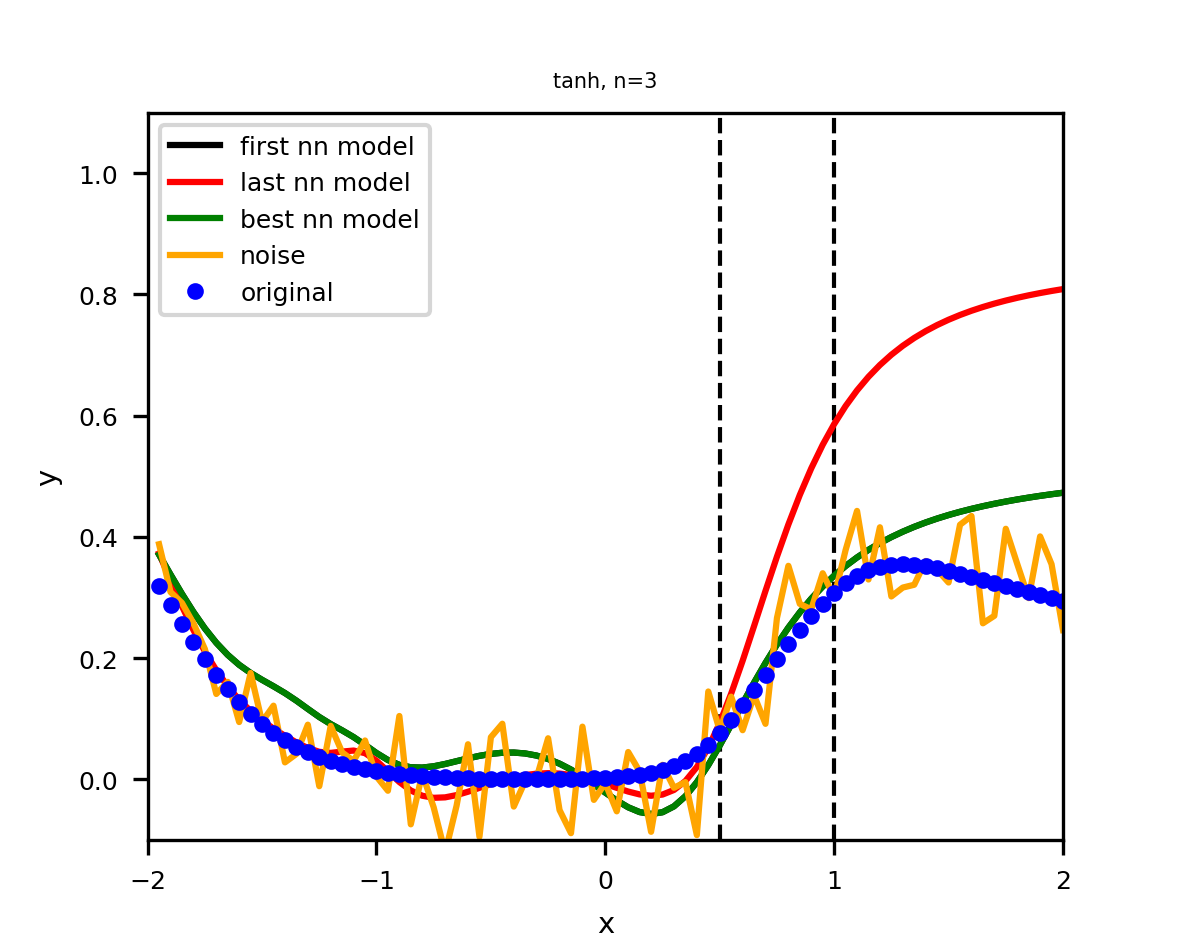 tanh, n=3
first nn model
last nn model
best nn model
noise
original
1.0
0.8
0.6
0.4
0.2
0.0
y
−2 −1 0 1 2
x